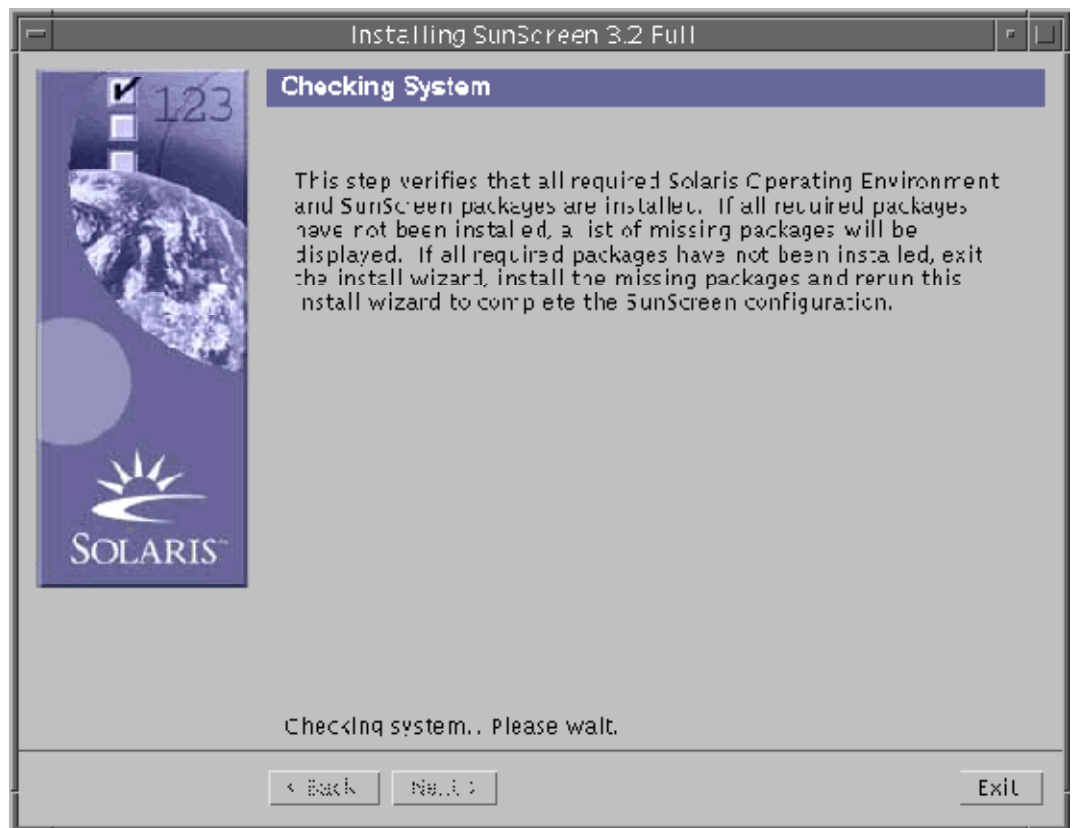 Installing SunScreen 3.2 Full
123
Checking System
This step verifies that all required Solaris Operating Environment
and SunScreen packages are installed. If all required packages
have not been installed, a list of missing packages will be
displayed. If all required packages have not been installed, exit
the install wizard, install the missing packages and rerun this
install wizard to complete the SunScreen configuration.
SOLARIS™
Checking system.. Please wait.
< Back
Next >
Exit